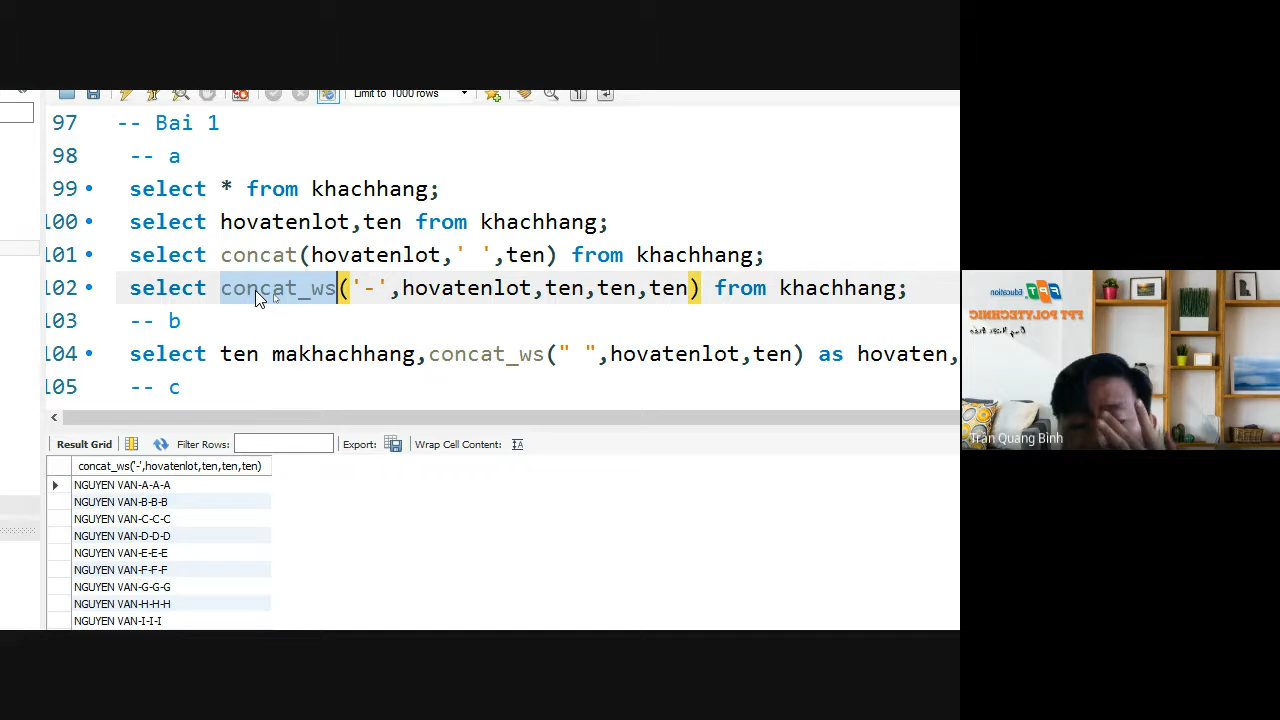 Limit to 1000 rows
97 -- Bai 1
98 -- a
99 select * from khachhang;
100 select hovatenlot,ten from khachhang;
101 select concat(hovatenlot,' ',ten) from khachhang;
102 select concat_ws('-',hovatenlot,ten,ten,ten) from khachhang;
103 -- b
104 select ten makhachhang,concat_ws(" ",hovatenlot,ten) as hovaten,
105 -- c
Result Grid Filter Rows: Export: Wrap Cell Content:
concat_ws('-',hovatenlot,ten,ten,ten)
NGUYEN VAN-A-A-A
NGUYEN VAN-B-B-B
NGUYEN VAN-C-C-C
NGUYEN VAN-D-D-D
NGUYEN VAN-E-E-E
NGUYEN VAN-F-F-F
NGUYEN VAN-G-G-G
NGUYEN VAN-H-H-H
NGUYEN VAN-I-I-I
FPT Education
FPT POLYTECHNIC
Trần Quang Bình